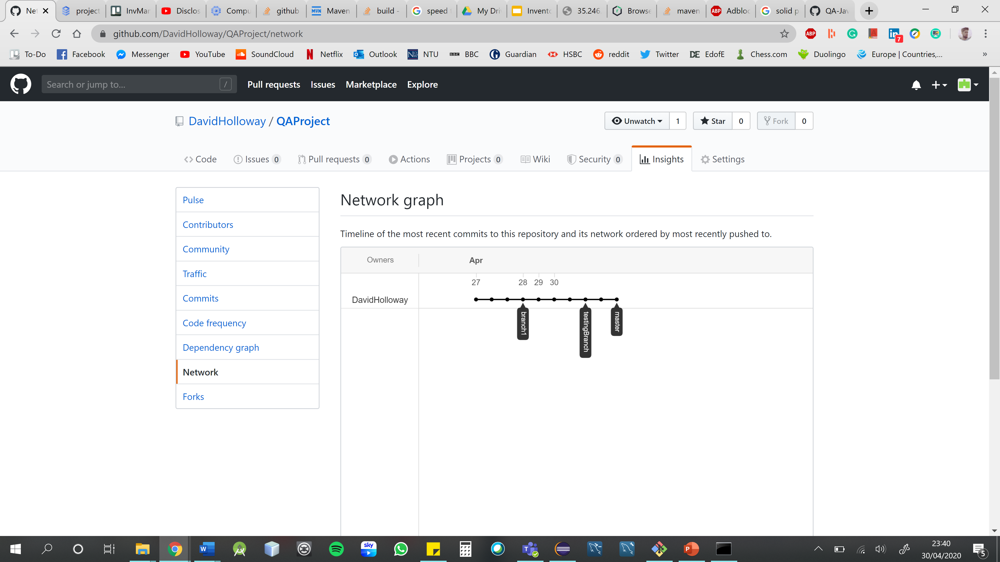 Net
project
InvMar
Disclos
Compu
github
Maven
build -
speed
My Dri
Invento
35.246.
Browse
maven
Adbloc
solid p
QA-Jav
github.com/DavidHolloway/QAProject/network
ABP
7
To-Do
Facebook
Messenger
YouTube
SoundCloud
Netflix
Outlook
NTU
BBC
Guardian
HSBC
reddit
Twitter
EdofE
Chess.com
Duolingo
Europe | Countries,...
»
Search or jump to...
/
Pull requests
Issues
Marketplace
Explore
DavidHolloway / QAProject
Unwatch 1
Star 0
Fork 0
Code
Issues 0
Pull requests 0
Actions
Projects 0
Wiki
Security 0
Insights
Settings
Pulse
Contributors
Community
Traffic
Commits
Code frequency
Dependency graph
Network
Forks
Network graph
Timeline of the most recent commits to this repository and its network ordered by most recently pushed to.
Owners
Apr
27 28 29 30
DavidHolloway
branch1
testingBranch
master
sky
23:40
30/04/2020
5